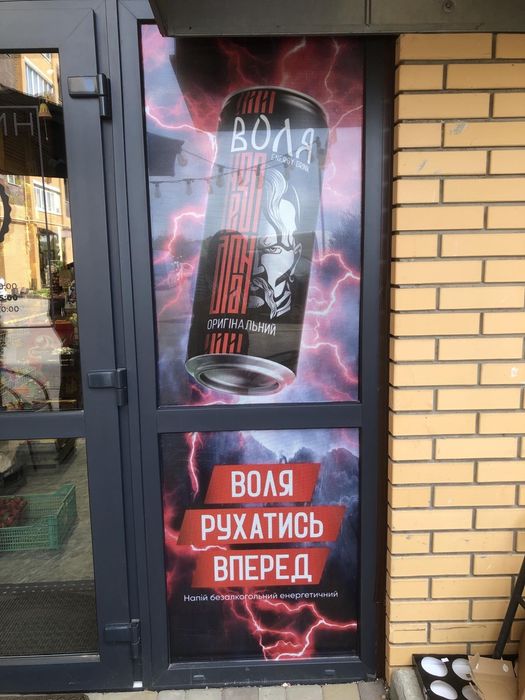 ВОЛЯ
ENERGY DRINK
ОРИГІНАЛЬНИЙ
ВОЛЯ
РУХАТИСЬ
ВПЕРЕД
Напій безалкогольний енергетичний